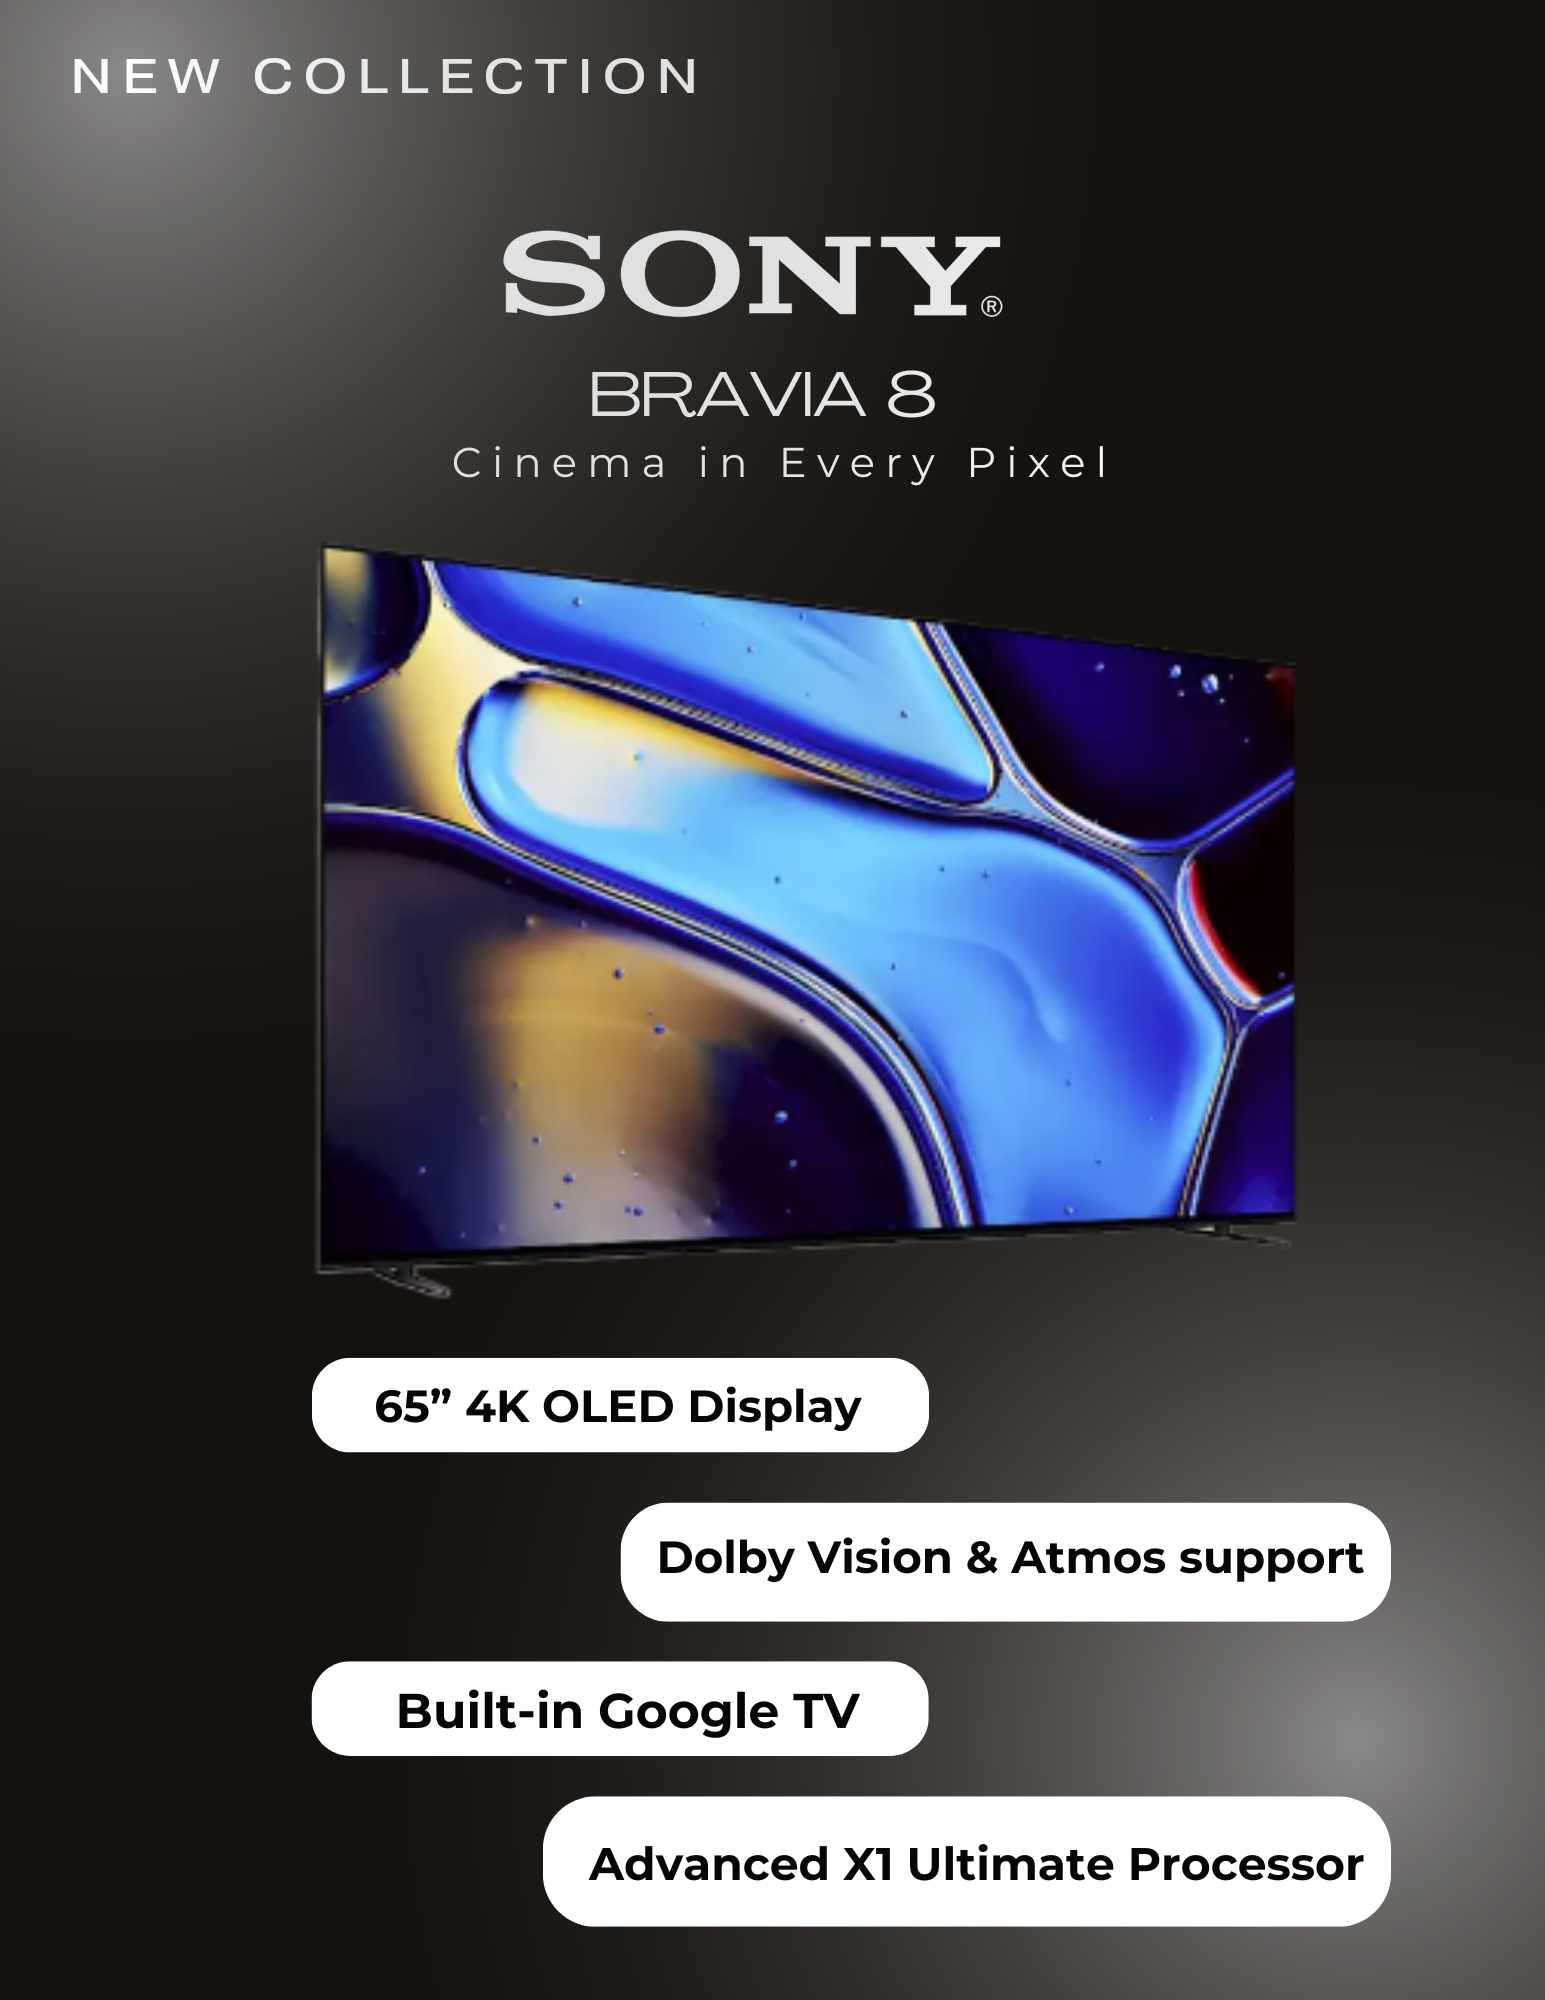 NEW COLLECTION
SONY®
BRAVIA 8
Cinema in Every Pixel
65” 4K OLED Display
Dolby Vision & Atmos support
Built-in Google TV
Advanced X1 Ultimate Processor